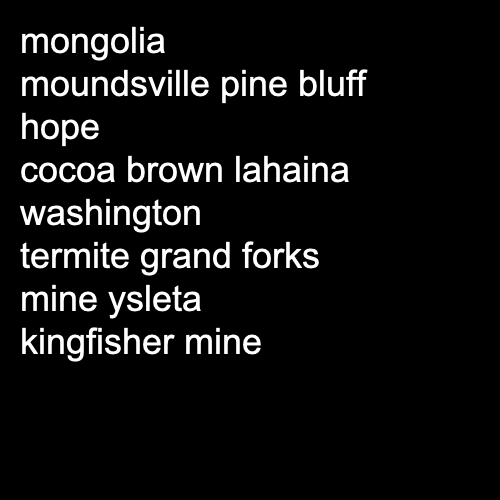 mongolia
moundsville pine bluff
hope
cocoa brown lahaina
washington
termite grand forks
mine ysleta
kingfisher mine